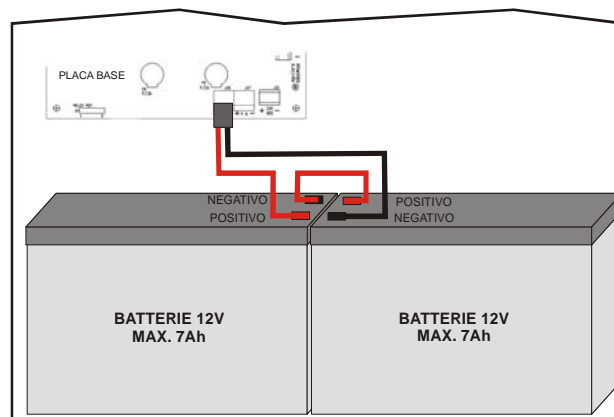 PLACA BASE
NEGATIVO
POSITIVO
POSITIVO
NEGATIVO
BATTERIE 12V
MAX. 7Ah
BATTERIE 12V
MAX. 7Ah